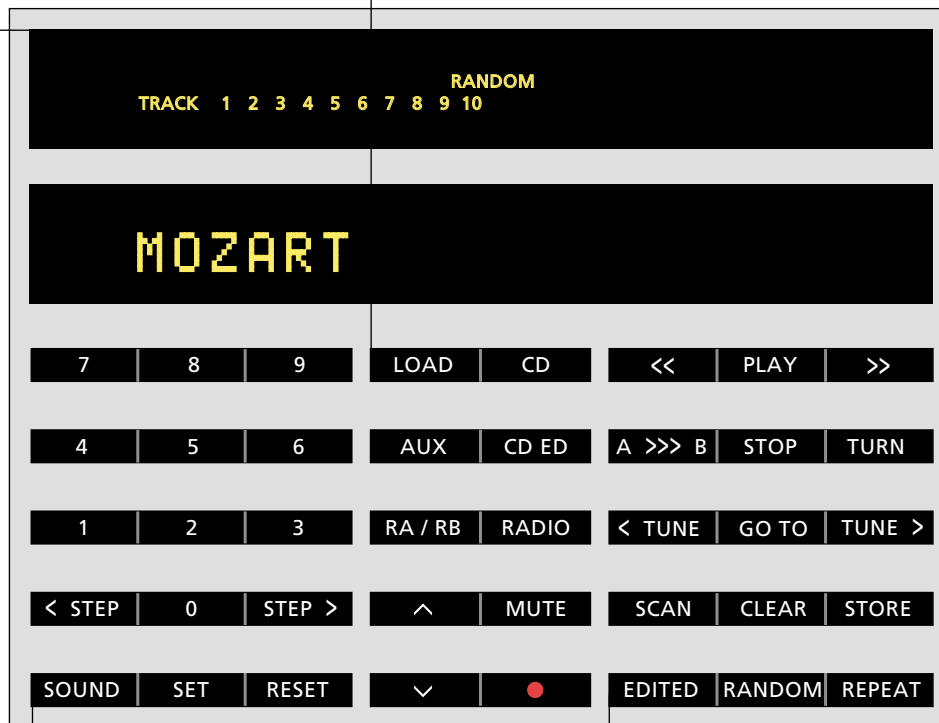 RANDOM
TRACK 1 2 3 4 5 6 7 8 9 10
MOZART
7 8 9 LOAD CD << PLAY >>
4 5 6 AUX CD ED A >>> B STOP TURN
1 2 3 RA / RB RADIO < TUNE GO TO TUNE >
< STEP 0 STEP > ^ MUTE SCAN CLEAR STORE
SOUND SET RESET ⌄ ● EDITED RANDOM REPEAT